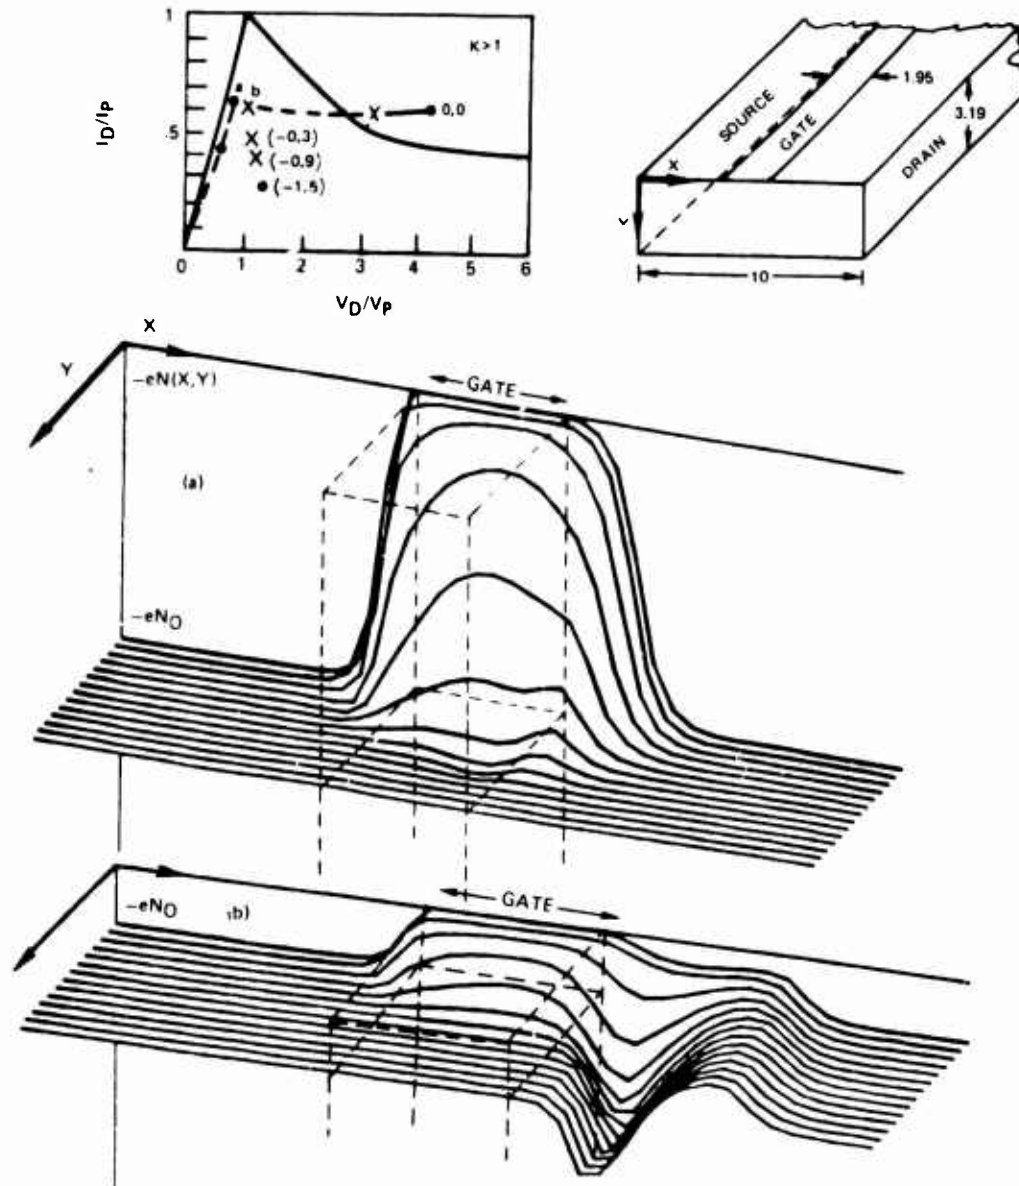 I_D/I_P
1
.5
0
0 1 2 3 4 5 6
V_D/V_P
K>1
b
0,0
(-0,3)
(-0,9)
(-1,5)
SOURCE
GATE
DRAIN
1.95
3.19
X
10
X
Y
-eN(X,Y)
GATE
(a)
-eN_O
GATE
-eN_O
b)